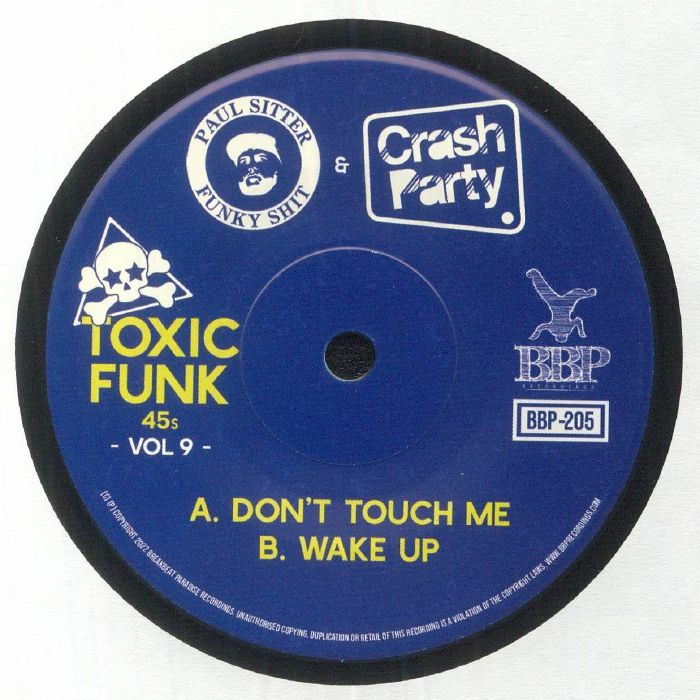 PAUL SITTER
FUNKY SHIT
&
Crash
Party.
TOXIC
FUNK
45s
- VOL 9 -
BBP
RECORDINGS
BBP-205
A. DON'T TOUCH ME
B. WAKE UP
(C) (P) COPYRIGHT 2022 BREAKBEAT PARADISE RECORDINGS. UNAUTHORISED COPYING, DUPLICATION OR RETAIL OF THIS RECORDING IS A VIOLATION OF THE COPYRIGHT LAWS. WWW.BBPRECORDINGS.COM